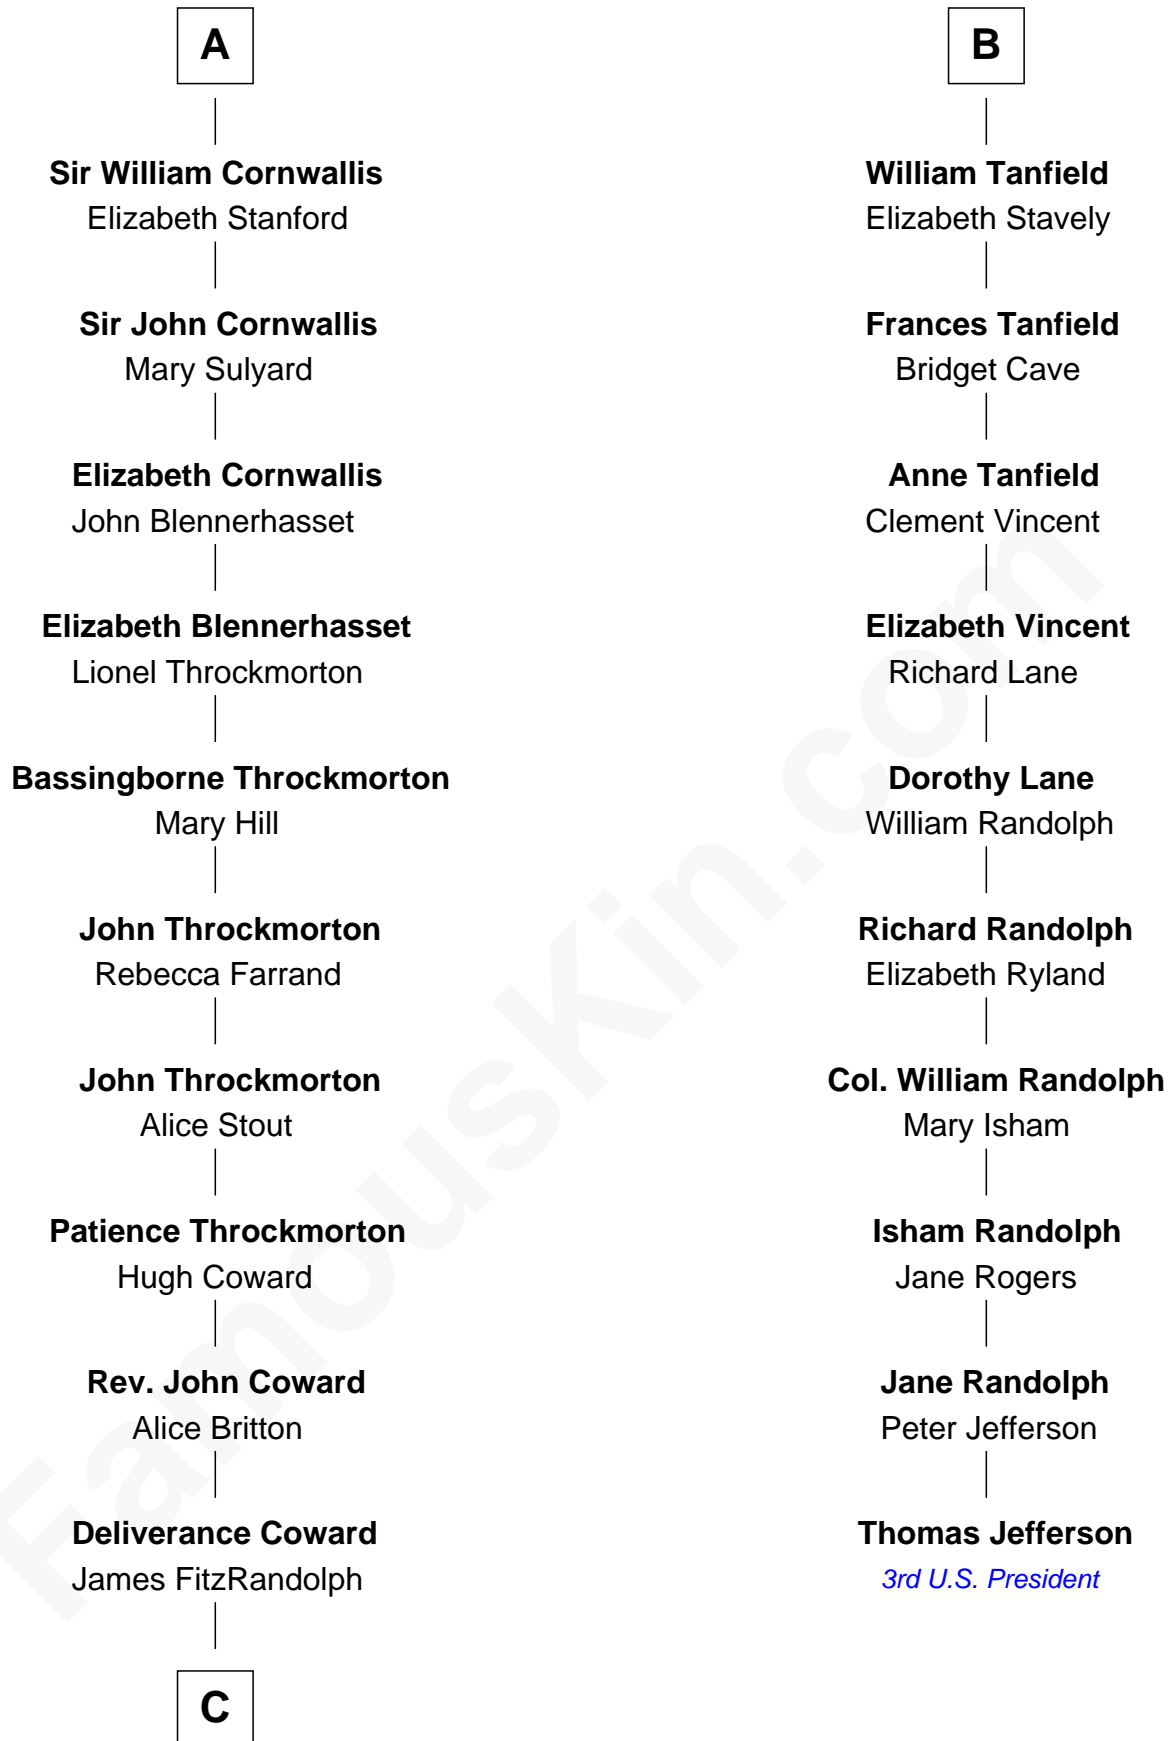 A
Sir William Cornwallis
Elizabeth Stanford
Sir John Cornwallis
Mary Sulyard
Elizabeth Cornwallis
John Blennerhasset
Elizabeth Blennerhasset
Lionel Throckmorton
Bassingborne Throckmorton
Mary Hill
John Throckmorton
Rebecca Farrand
John Throckmorton
Alice Stout
Patience Throckmorton
Hugh Coward
Rev. John Coward
Alice Britton
Deliverance Coward
James FitzRandolph
C
B
William Tanfield
Elizabeth Stavely
Frances Tanfield
Bridget Cave
Anne Tanfield
Clement Vincent
Elizabeth Vincent
Richard Lane
Dorothy Lane
William Randolph
Richard Randolph
Elizabeth Ryland
Col. William Randolph
Mary Isham
Isham Randolph
Jane Rogers
Jane Randolph
Peter Jefferson
Thomas Jefferson
3rd U.S. President
FamousKin.com